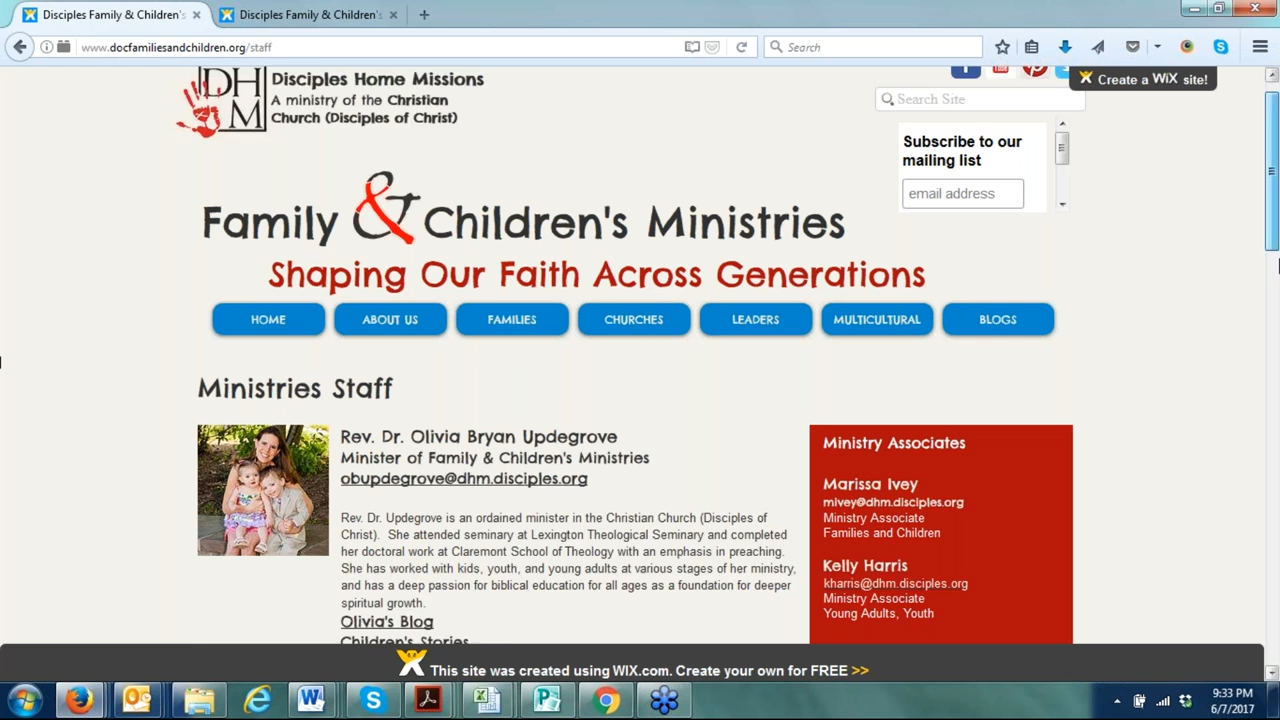 Disciples Family & Children's
Disciples Family & Children's
www.docfamiliesandchildren.org/staff
Search
Create a WiX site!
DH
M
Disciples Home Missions
A ministry of the Christian
Church (Disciples of Christ)
Search Site
Subscribe to our
mailing list
email address
Family & Children's Ministries
Shaping Our Faith Across Generations
HOME
ABOUT US
FAMILIES
CHURCHES
LEADERS
MULTICULTURAL
BLOGS
Ministries Staff
Rev. Dr. Olivia Bryan Updegrove
Minister of Family & Children's Ministries
obupdegrove@dhm.disciples.org
Rev. Dr. Updegrove is an ordained minister in the Christian Church (Disciples of
Christ). She attended seminary at Lexington Theological Seminary and completed
her doctoral work at Claremont School of Theology with an emphasis in preaching.
She has worked with kids, youth, and young adults at various stages of her ministry,
and has a deep passion for biblical education for all ages as a foundation for deeper
spiritual growth.
Olivia's Blog
Children's Stories
Ministry Associates
Marissa Ivey
mivey@dhm.disciples.org
Ministry Associate
Families and Children
Kelly Harris
kharris@dhm.disciples.org
Ministry Associate
Young Adults, Youth
This site was created using WIX.com. Create your own for FREE >>
9:33 PM
6/7/2017